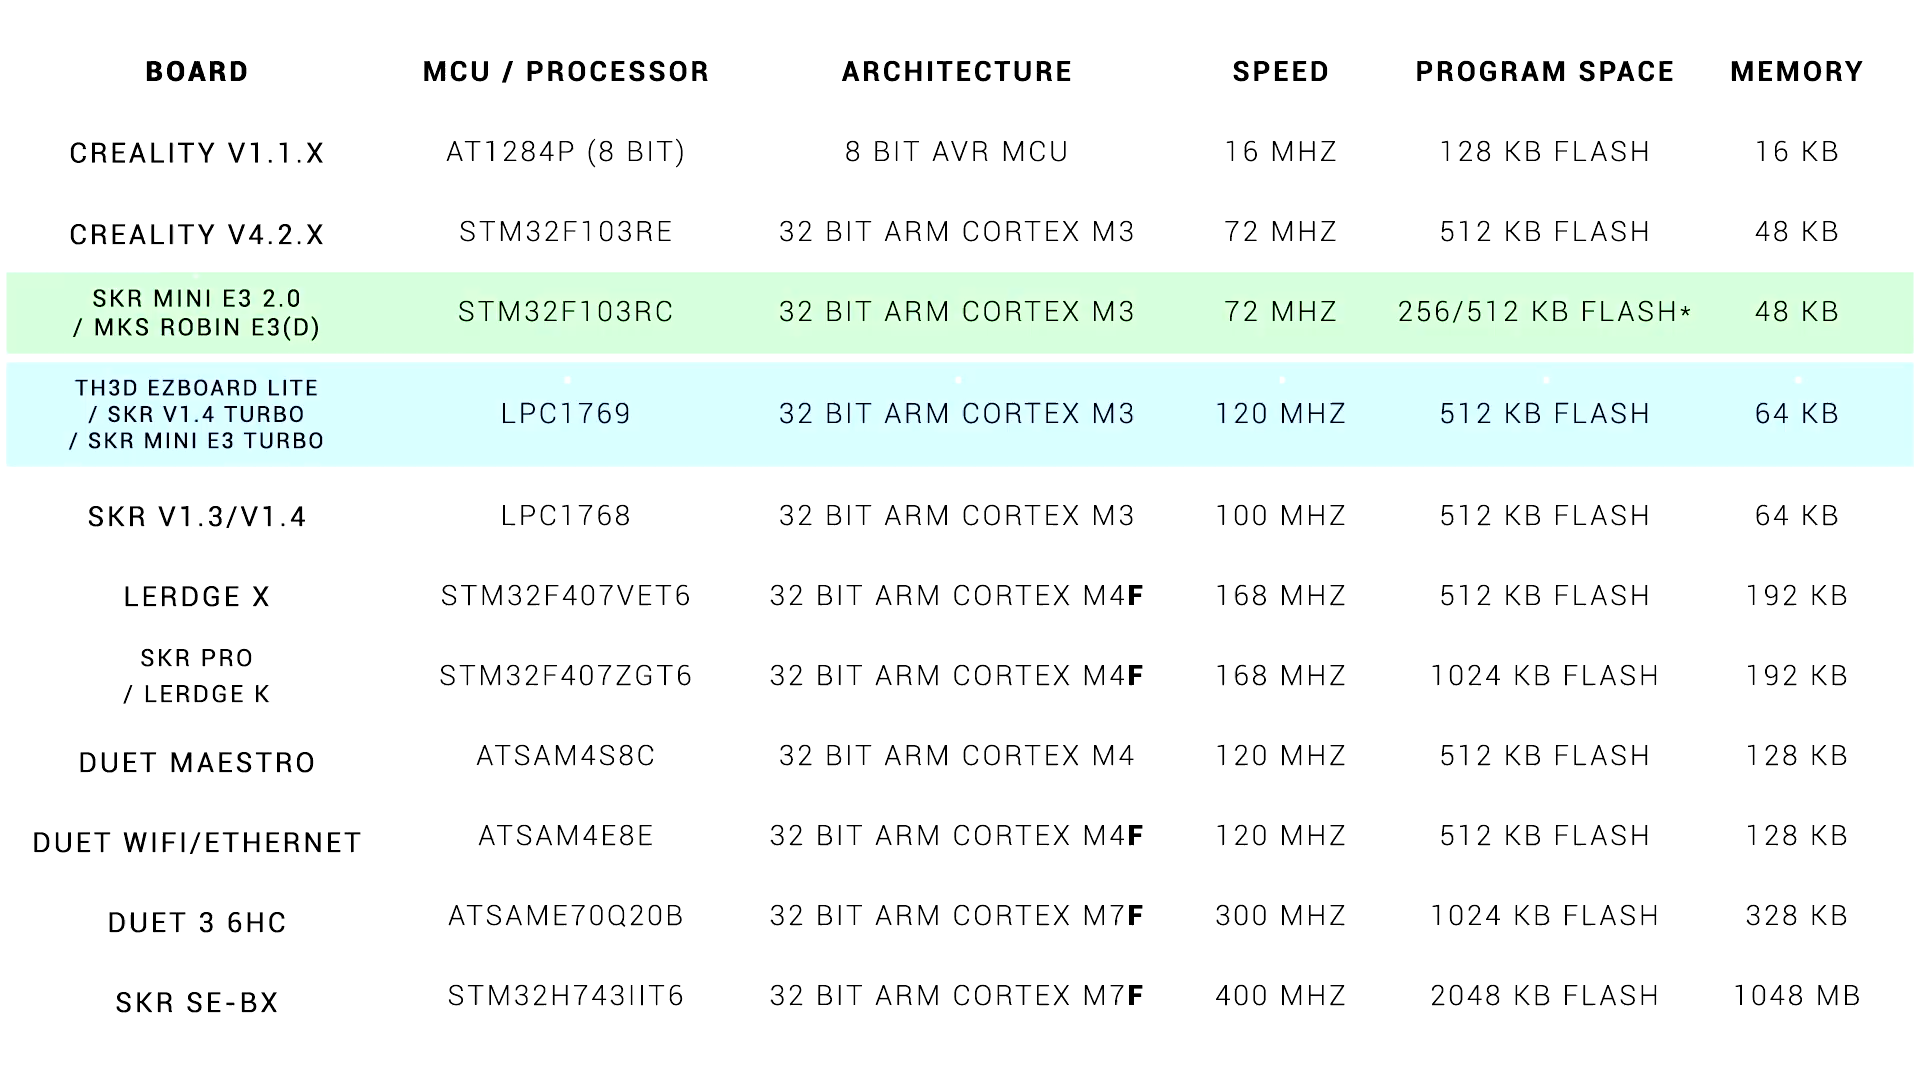 BOARD MCU / PROCESSOR ARCHITECTURE SPEED PROGRAM SPACE MEMORY
CREALITY V1.1.X AT1284P (8 BIT) 8 BIT AVR MCU 16 MHZ 128 KB FLASH 16 KB
CREALITY V4.2.X STM32F103RE 32 BIT ARM CORTEX M3 72 MHZ 512 KB FLASH 48 KB
SKR MINI E3 2.0
/ MKS ROBIN E3(D) STM32F103RC 32 BIT ARM CORTEX M3 72 MHZ 256/512 KB FLASH* 48 KB
TH3D EZBOARD LITE
/ SKR V1.4 TURBO LPC1769 32 BIT ARM CORTEX M3 120 MHZ 512 KB FLASH 64 KB
/ SKR MINI E3 TURBO
SKR V1.3/V1.4 LPC1768 32 BIT ARM CORTEX M3 100 MHZ 512 KB FLASH 64 KB
LERDGE X STM32F407VET6 32 BIT ARM CORTEX M4F 168 MHZ 512 KB FLASH 192 KB
SKR PRO
/ LERDGE K STM32F407ZGT6 32 BIT ARM CORTEX M4F 168 MHZ 1024 KB FLASH 192 KB
DUET MAESTRO ATSAM4S8C 32 BIT ARM CORTEX M4 120 MHZ 512 KB FLASH 128 KB
DUET WIFI/ETHERNET ATSAM4E8E 32 BIT ARM CORTEX M4F 120 MHZ 512 KB FLASH 128 KB
DUET 3 6HC ATSAME70Q20B 32 BIT ARM CORTEX M7F 300 MHZ 1024 KB FLASH 328 KB
SKR SE-BX STM32H743IIT6 32 BIT ARM CORTEX M7F 400 MHZ 2048 KB FLASH 1048 MB